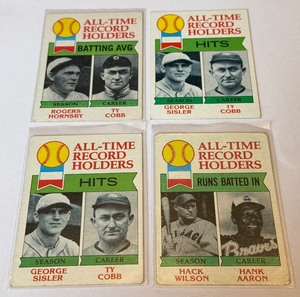 ALL-TIME
RECORD
HOLDERS
BATTING AVG
SEASON CAREER
ROGERS TY
HORNSBY COBB
ALL-TIME
RECORD
HOLDERS
HITS
SEASON CAREER
GEORGE TY
SISLER COBB
ALL-TIME
RECORD
HOLDERS
HITS
SEASON CAREER
GEORGE TY
SISLER COBB
ALL-TIME
RECORD
HOLDERS
RUNS BATTED IN
Braves
SEASON CAREER
HACK HANK
WILSON AARON